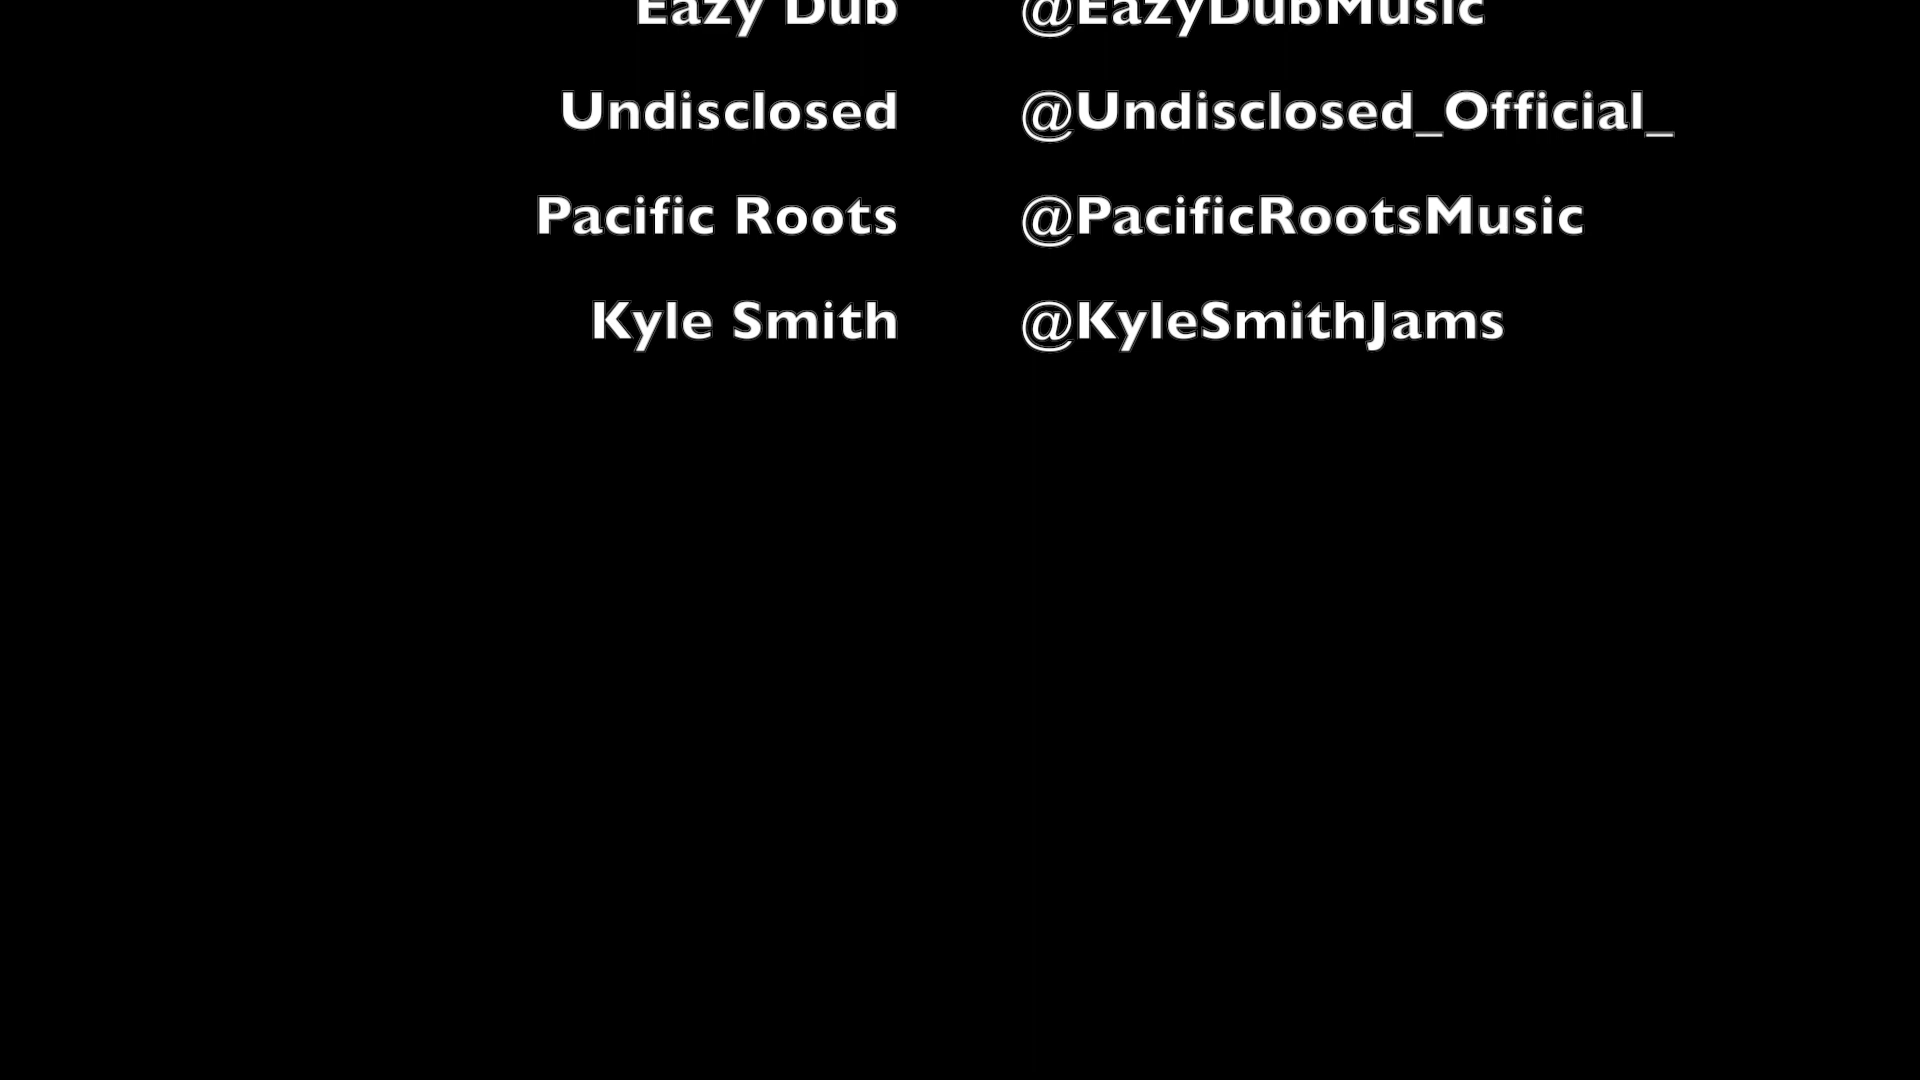 Eazy Dub @EazyDubMusic
Undisclosed @Undisclosed_Official_
Pacific Roots @PacificRootsMusic
Kyle Smith @KyleSmithJams